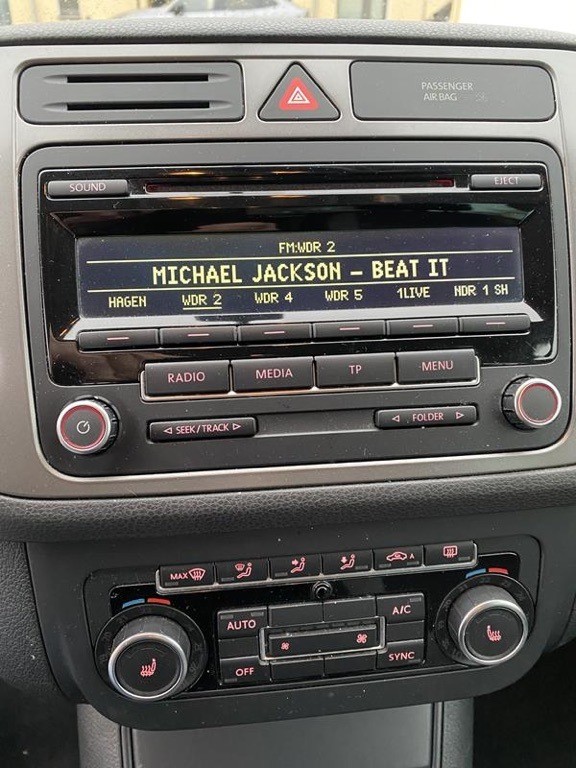 PASSENGER
AIR BAG
SOUND
EJECT
FM:WDR 2
MICHAEL JACKSON - BEAT IT
HAGEN WDR 2 WDR 4 WDR 5 1LIVE NDR 1 SH
RADIO MEDIA TP MENU
SEEK/TRACK FOLDER
MAX A
AUTO A/C
OFF SYNC